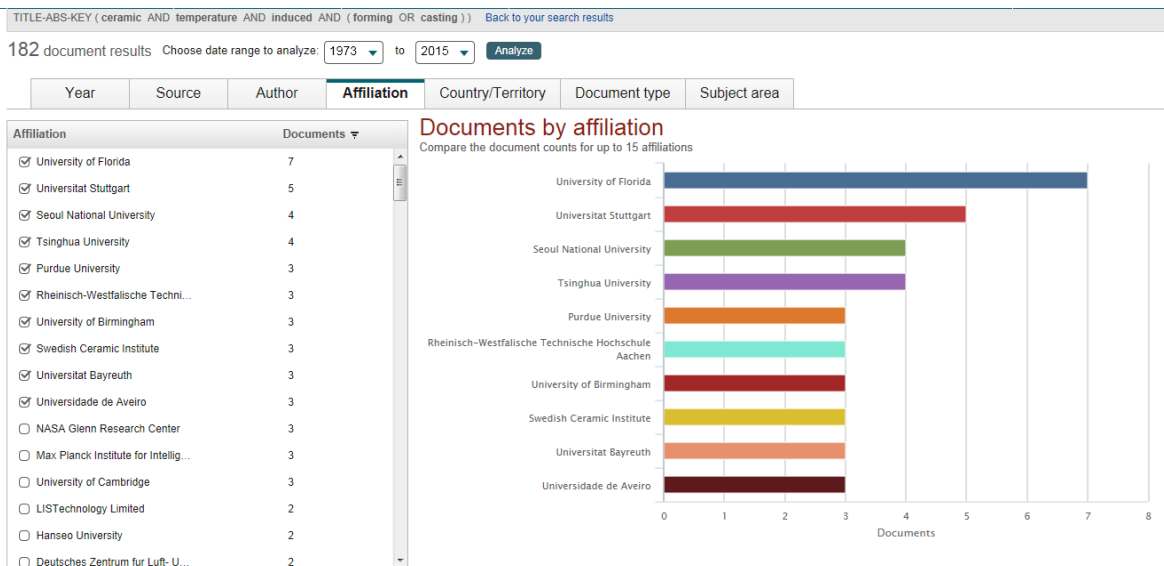 TITLE-ABS-KEY ( ceramic AND temperature AND induced AND ( forming OR casting ) ) Back to your search results
182 document results Choose date range to analyze: 1973 to 2015 Analyze
Year Source Author Affiliation Country/Territory Document type Subject area
Affiliation Documents
University of Florida 7
Universitat Stuttgart 5
Seoul National University 4
Tsinghua University 4
Purdue University 3
Rheinisch-Westfalische Techni... 3
University of Birmingham 3
Swedish Ceramic Institute 3
Universitat Bayreuth 3
Universidade de Aveiro 3
NASA Glenn Research Center 3
Max Planck Institute for Intellig... 3
University of Cambridge 3
LISTechnology Limited 2
Hanseo University 2
Deutsches Zentrum fur Luft- U... 2
Documents by affiliation
Compare the document counts for up to 15 affiliations
University of Florida
Universitat Stuttgart
Seoul National University
Tsinghua University
Purdue University
Rheinisch-Westfalische Technische Hochschule
Aachen
University of Birmingham
Swedish Ceramic Institute
Universitat Bayreuth
Universidade de Aveiro
0 1 2 3 4 5 6 7 8
Documents